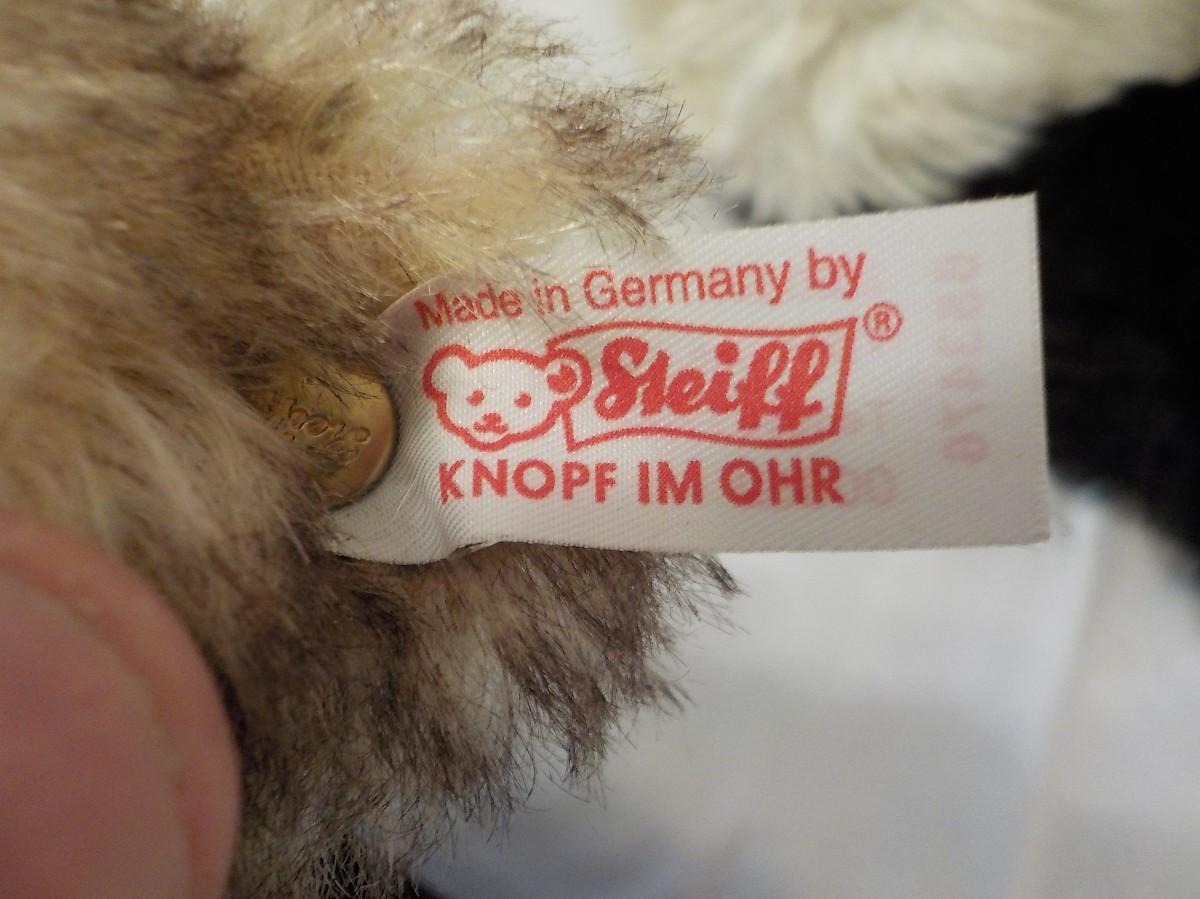 Made in Germany by
Steiff ®
KNOPF IM OHR